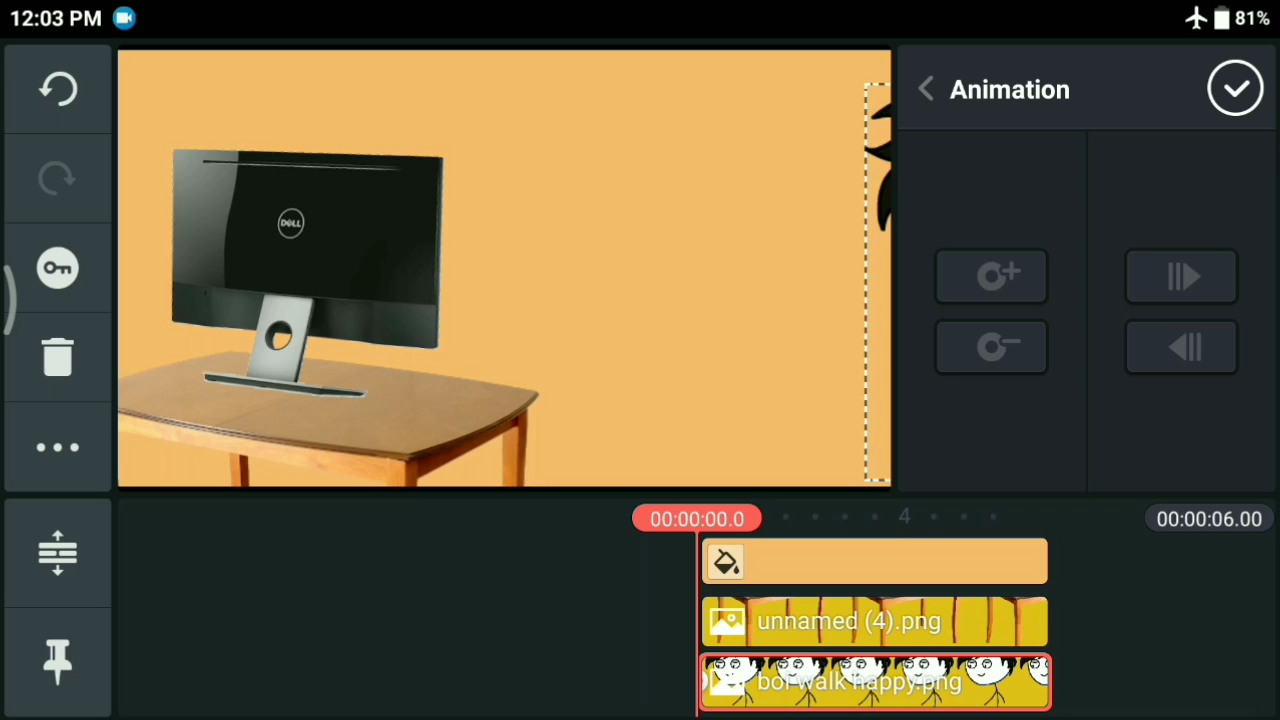 12:03 PM
81%
Animation
DELL
00:00:00.0
4
00:00:06.00
unnamed (4).png
boi walk happy.png